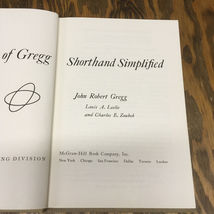 of Gregg
Shorthand Simplified
John Robert Gregg
Louis A. Leslie
and Charles E. Zoubek
NG DIVISION
McGraw-Hill Book Company, Inc.
New York Chicago San Francisco Dallas Toronto London